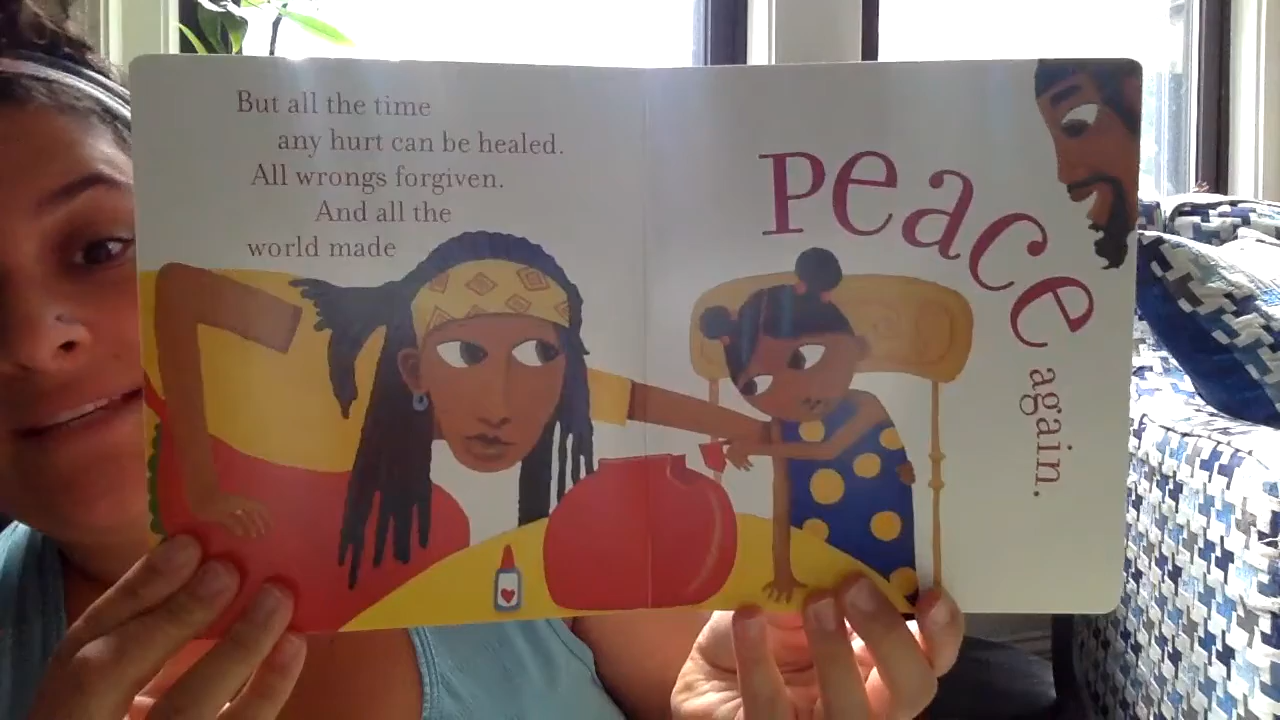 But all the time
any hurt can be healed.
All wrongs forgiven.
And all the
world made
Peace
again.